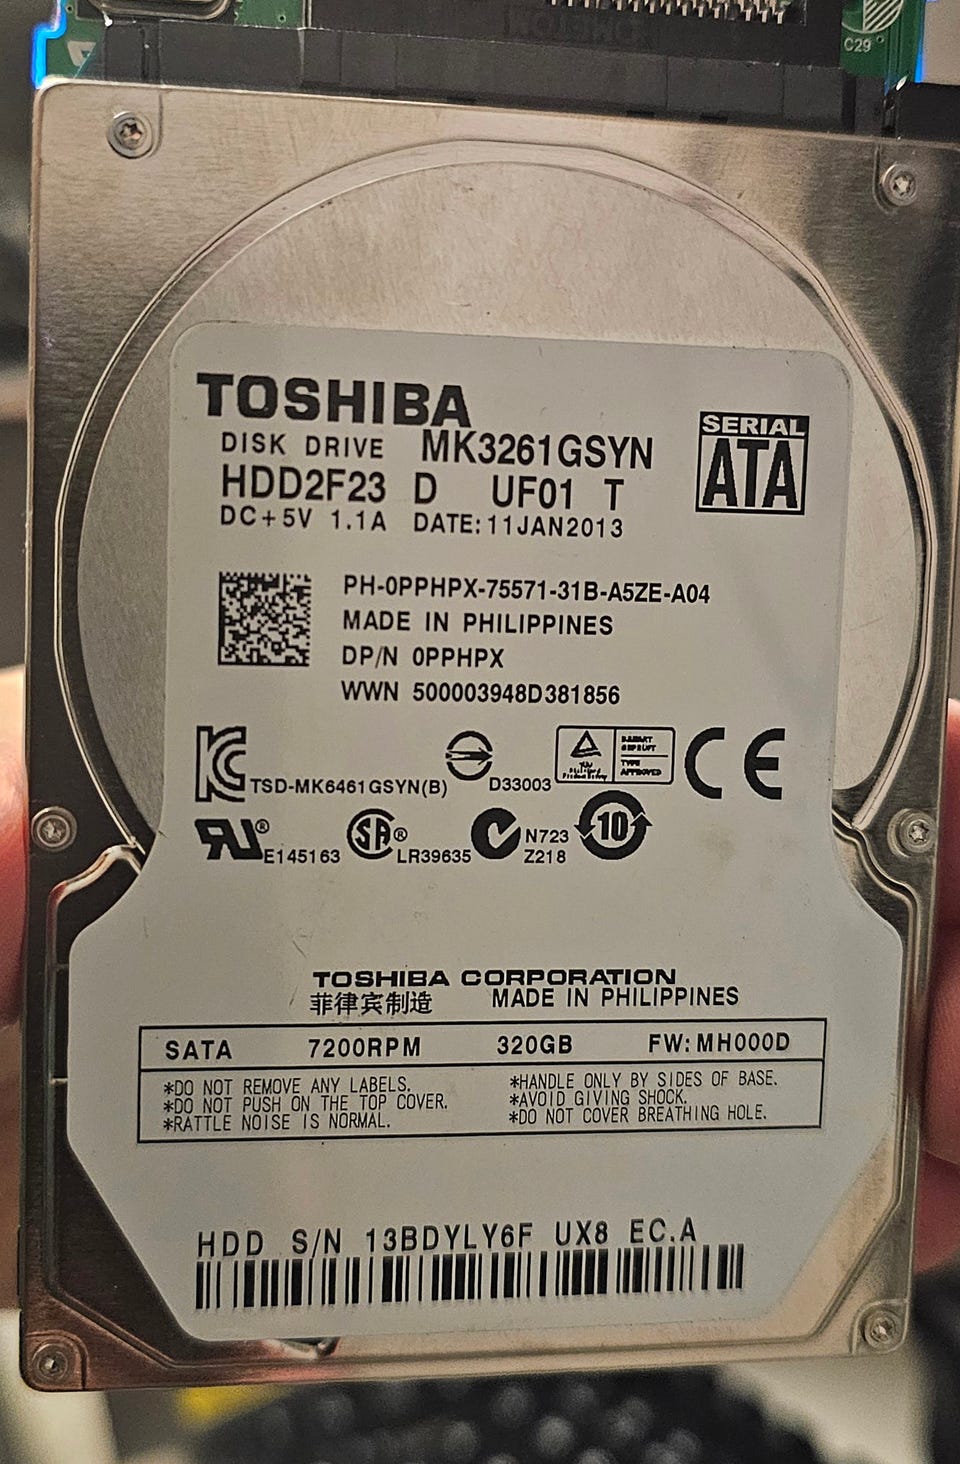 C29
TOSHIBA
DISK DRIVE MK3261GSYN
HDD2F23 D UF01 T
DC+5V 1.1A DATE:11JAN2013
SERIAL
ATA
PH-0PPHPX-75571-31B-A5ZE-A04
MADE IN PHILIPPINES
DP/N 0PPHPX
WWN 500003948D381856
TSD-MK6461GSYN(B)
D33003
TYPE
APPROVED
CE
E145163
LR39635
N723
Z218
10
TOSHIBA CORPORATION
菲律宾制造 MADE IN PHILIPPINES
SATA 7200RPM 320GB FW:MH000D
*DO NOT REMOVE ANY LABELS.
*DO NOT PUSH ON THE TOP COVER.
*RATTLE NOISE IS NORMAL.
*HANDLE ONLY BY SIDES OF BASE.
*AVOID GIVING SHOCK.
*DO NOT COVER BREATHING HOLE.
HDD S/N 13BDYLY6F UX8 EC.A